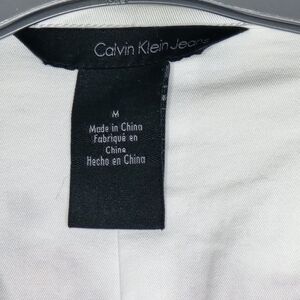 Calvin Klein Jeans
M
Made in China
Fabriqué en
Chine
Hecho en China